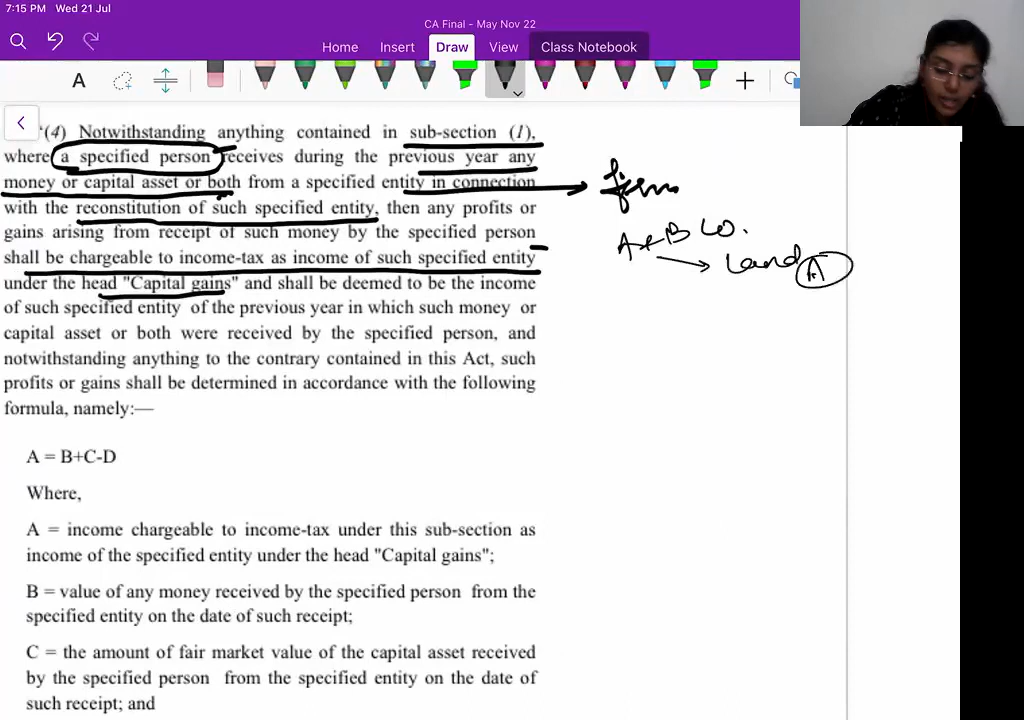 7:15 PM Wed 21 Jul
CA Final - May Nov 22
Home Insert Draw View Class Notebook
A
(4) Notwithstanding anything contained in sub-section (1),
where a specified person receives during the previous year any
money or capital asset or both from a specified entity in connection
with the reconstitution of such specified entity, then any profits or
gains arising from receipt of such money by the specified person
shall be chargeable to income-tax as income of such specified entity
under the head "Capital gains" and shall be deemed to be the income
of such specified entity of the previous year in which such money or
capital asset or both were received by the specified person, and
notwithstanding anything to the contrary contained in this Act, such
profits or gains shall be determined in accordance with the following
formula, namely:—
A = B+C-D
Where,
A = income chargeable to income-tax under this sub-section as
income of the specified entity under the head "Capital gains";
B = value of any money received by the specified person from the
specified entity on the date of such receipt;
C = the amount of fair market value of the capital asset received
by the specified person from the specified entity on the date of
such receipt; and
firm
A & B Co.
Land A